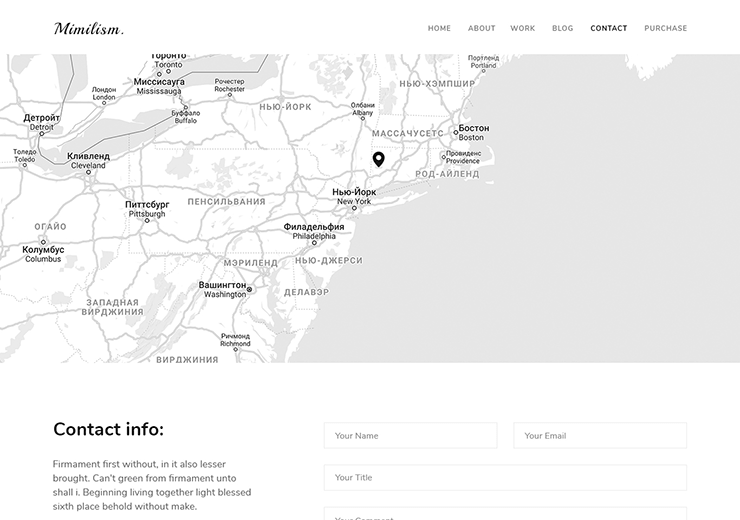 Mimilism.
HOME ABOUT WORK BLOG CONTACT PURCHASE
Торонто
Toronto
Миссисауга
Mississauga
Лондон
London
Рочестер
Rochester
Буффало
Buffalo
НЬЮ-ЙОРК
Олбани
Albany
Портленд
Portland
НЬЮ-ХЭМПШИР
МАССАЧУСЕТС
Бостон
Boston
Провиденс
Providence
РОД-АЙЛЕНД
Детройт
Detroit
Толедо
Toledo
Кливленд
Cleveland
Нью-Йорк
New York
Питтсбург
Pittsburgh
ПЕНСИЛЬВАНИЯ
Филадельфия
Philadelphia
ОГАЙО
Колумбус
Columbus
МЭРИЛЕНД
НЬЮ-ДЖЕРСИ
Вашингтон
Washington
ДЕЛАВЭР
ЗАПАДНАЯ
ВИРДЖИНИЯ
Ричмонд
Richmond
ВИРДЖИНИЯ
Contact info:
Firmament first without, in it also lesser
brought. Can't green from firmament unto
shall i. Beginning living together light blessed
sixth place behold without make.
Your Name
Your Email
Your Title
Your Comment